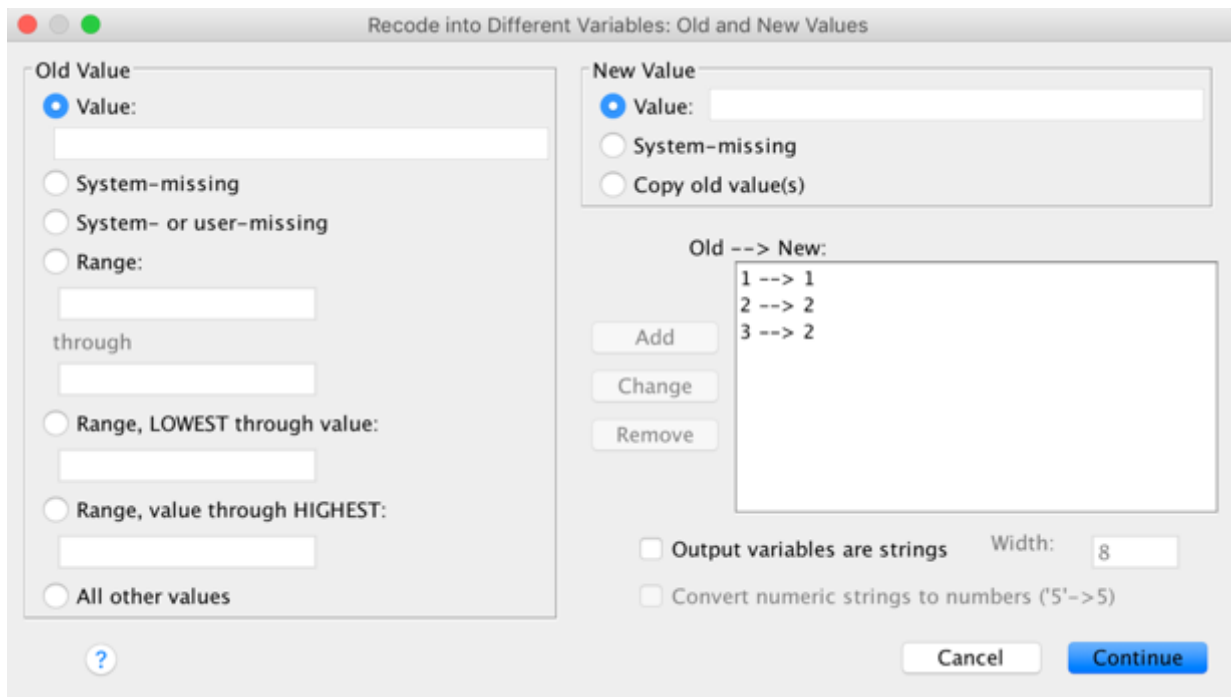 Recode into Different Variables: Old and New Values
Old Value
Value:
System-missing
System- or user-missing
Range:
through
Range, LOWEST through value:
Range, value through HIGHEST:
All other values
New Value
Value:
System-missing
Copy old value(s)
Old --> New:
1 --> 1
2 --> 2
3 --> 2
Add
Change
Remove
Output variables are strings
Width:
8
Convert numeric strings to numbers ('5'->5)
?
Cancel
Continue